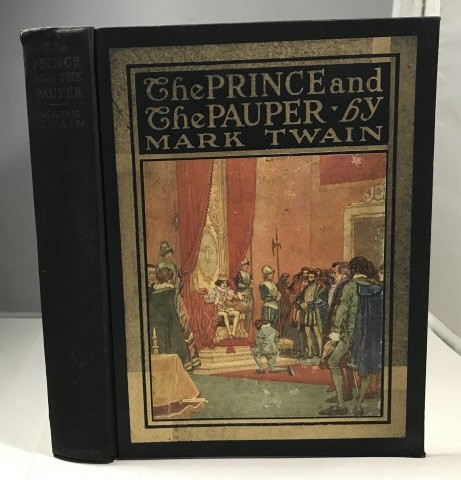 The
PRINCE
AND THE
PAUPER
MARK
TWAIN
The PRINCE and
The PAUPER · by
MARK TWAIN